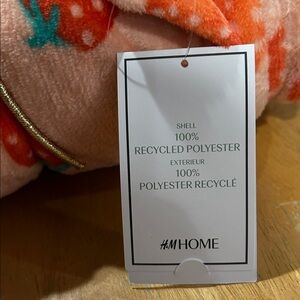 SHELL
100%
RECYCLED POLYESTER
EXTERIEUR
100%
POLYESTER RECYCLÉ
H&M HOME